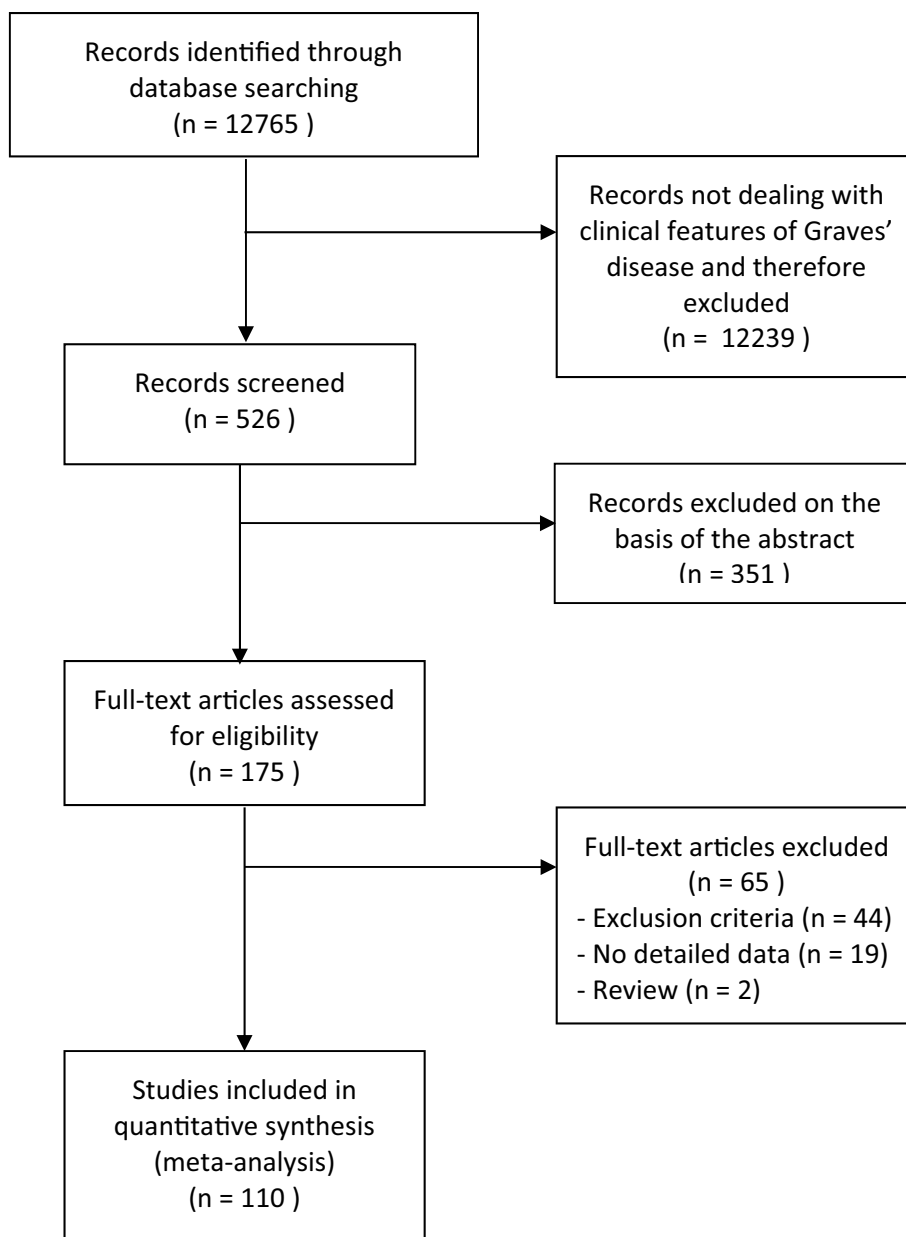 Records identified through
database searching
(n = 12765 )
Records not dealing with
clinical features of Graves’
disease and therefore
excluded
(n =  12239 )
Records screened
(n = 526 )
Records excluded on the
basis of the abstract
(n = 351 )
Full-text articles assessed
for eligibility
(n = 175 )
Full-text articles excluded
(n = 65 )
- Exclusion criteria (n = 44)
- No detailed data (n = 19)
- Review (n = 2)
Studies included in
quantitative synthesis
(meta-analysis)
(n = 110 )